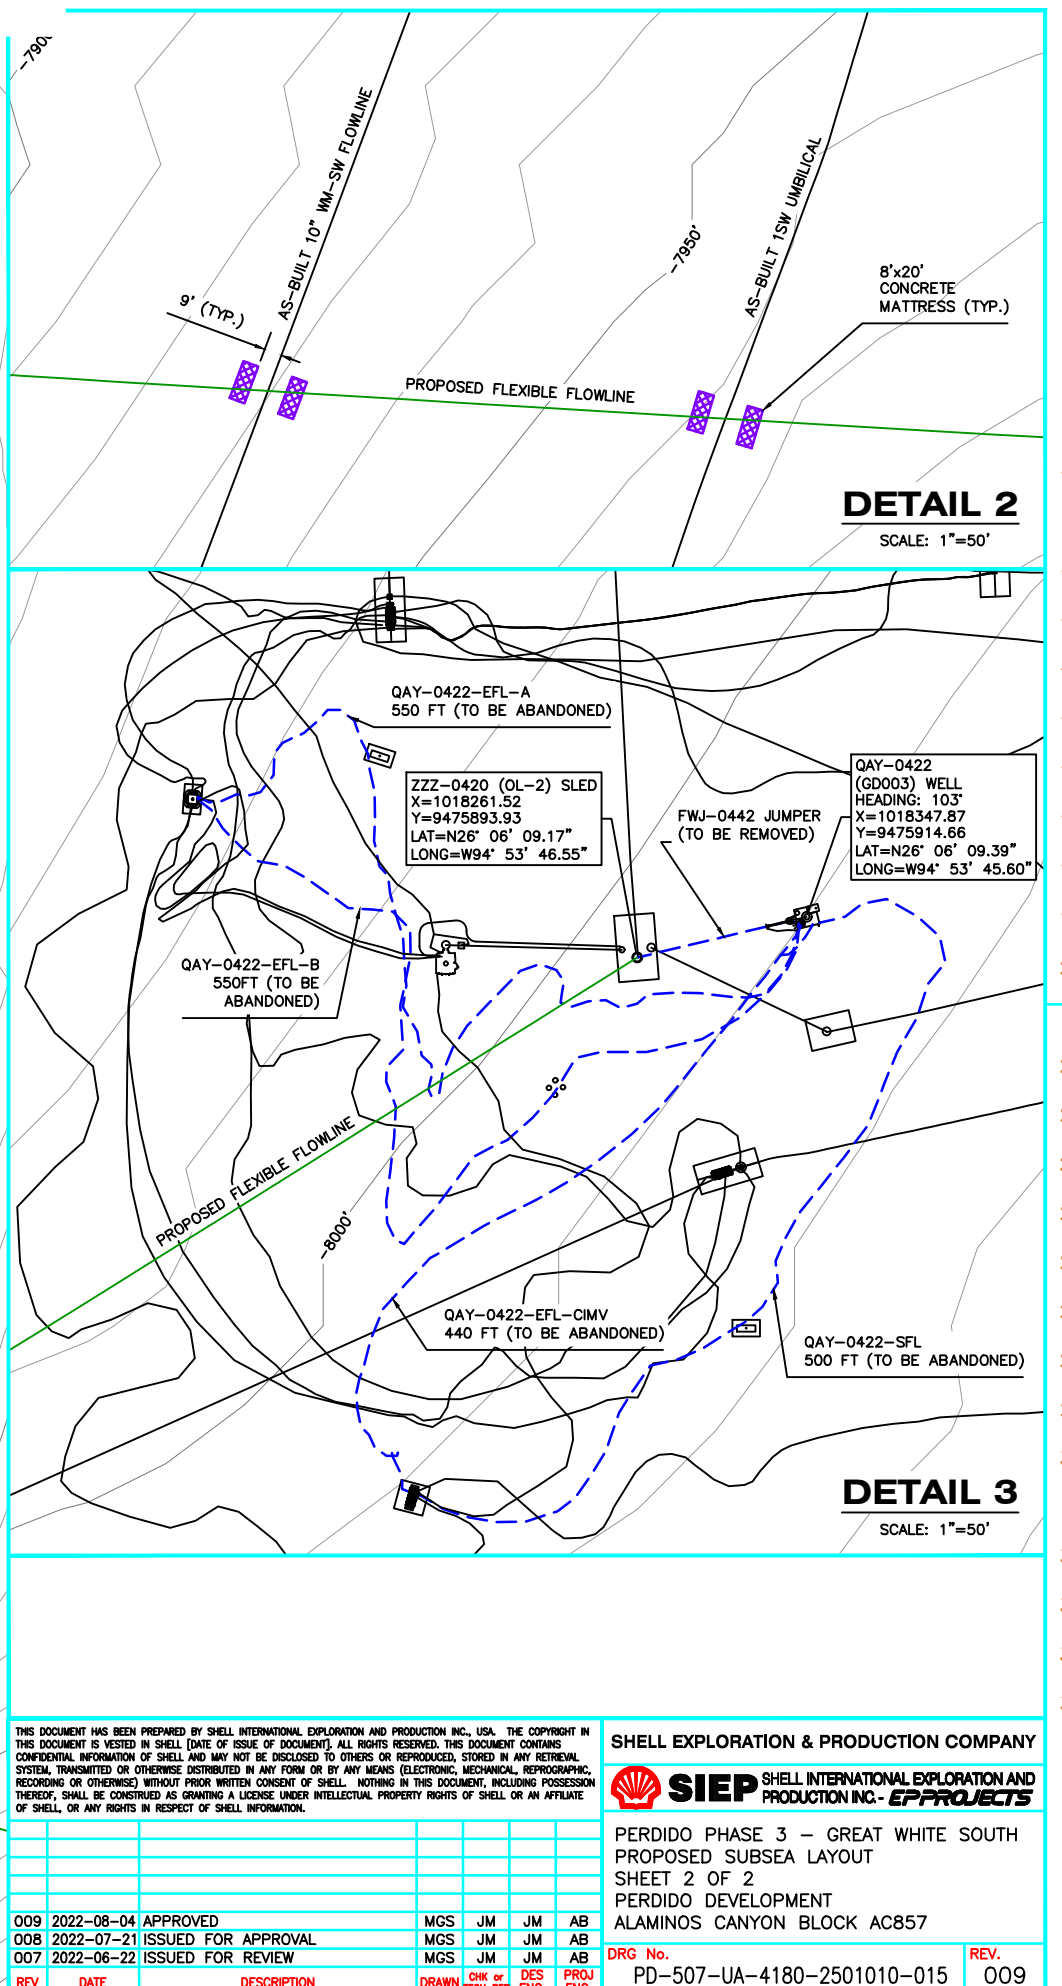 AS-BUILT 10" WM-SW FLOWLINE
AS-BUILT 1SW UMBILICAL
-7950'
9' (TYP.)
8'x20'
CONCRETE
MATTRESS (TYP.)
PROPOSED FLEXIBLE FLOWLINE
DETAIL 2
SCALE: 1"=50'
QAY-0422-EFL-A
550 FT (TO BE ABANDONED)
ZZZ-0420 (OL-2) SLED
X=1018261.52
Y=9475893.93
LAT=N26° 06' 09.17"
LONG=W94° 53' 46.55"
FWJ-0442 JUMPER
(TO BE REMOVED)
QAY-0422
(GD003) WELL
HEADING: 103°
X=1018347.87
Y=9475914.66
LAT=N26° 06' 09.39"
LONG=W94° 53' 45.60"
QAY-0422-EFL-B
550FT (TO BE
ABANDONED)
PROPOSED FLEXIBLE FLOWLINE
-8000'
QAY-0422-EFL-CIMV
440 FT (TO BE ABANDONED)
QAY-0422-SFL
500 FT (TO BE ABANDONED)
DETAIL 3
SCALE: 1"=50'
THIS DOCUMENT HAS BEEN PREPARED BY SHELL INTERNATIONAL EXPLORATION AND PRODUCTION INC., USA. THE COPYRIGHT IN
THIS DOCUMENT IS VESTED IN SHELL [DATE OF ISSUE OF DOCUMENT]. ALL RIGHTS RESERVED. THIS DOCUMENT CONTAINS
CONFIDENTIAL INFORMATION OF SHELL AND MAY NOT BE DISCLOSED TO OTHERS OR REPRODUCED, STORED IN ANY RETRIEVAL
SYSTEM, TRANSMITTED OR OTHERWISE DISTRIBUTED IN ANY FORM OR BY ANY MEANS (ELECTRONIC, MECHANICAL, REPROGRAPHIC,
RECORDING OR OTHERWISE) WITHOUT PRIOR WRITTEN CONSENT OF SHELL. NOTHING IN THIS DOCUMENT, INCLUDING POSSESSION
THEREOF, SHALL BE CONSTRUED AS GRANTING A LICENSE UNDER INTELLECTUAL PROPERTY RIGHTS OF SHELL OR AN AFFILIATE
OF SHELL, OR ANY RIGHTS IN RESPECT OF SHELL INFORMATION.
009 2022-08-04 APPROVED MGS JM JM AB
008 2022-07-21 ISSUED FOR APPROVAL MGS JM JM AB
007 2022-06-22 ISSUED FOR REVIEW MGS JM JM AB
REV DATE DESCRIPTION DRAWN CHK or DES PROJ
SHELL EXPLORATION & PRODUCTION COMPANY
SIEP SHELL INTERNATIONAL EXPLORATION AND
PRODUCTION INC. - EPPROJECTS
PERDIDO PHASE 3 - GREAT WHITE SOUTH
PROPOSED SUBSEA LAYOUT
SHEET 2 OF 2
PERDIDO DEVELOPMENT
ALAMINOS CANYON BLOCK AC857
DRG No. REV.
PD-507-UA-4180-2501010-015 009